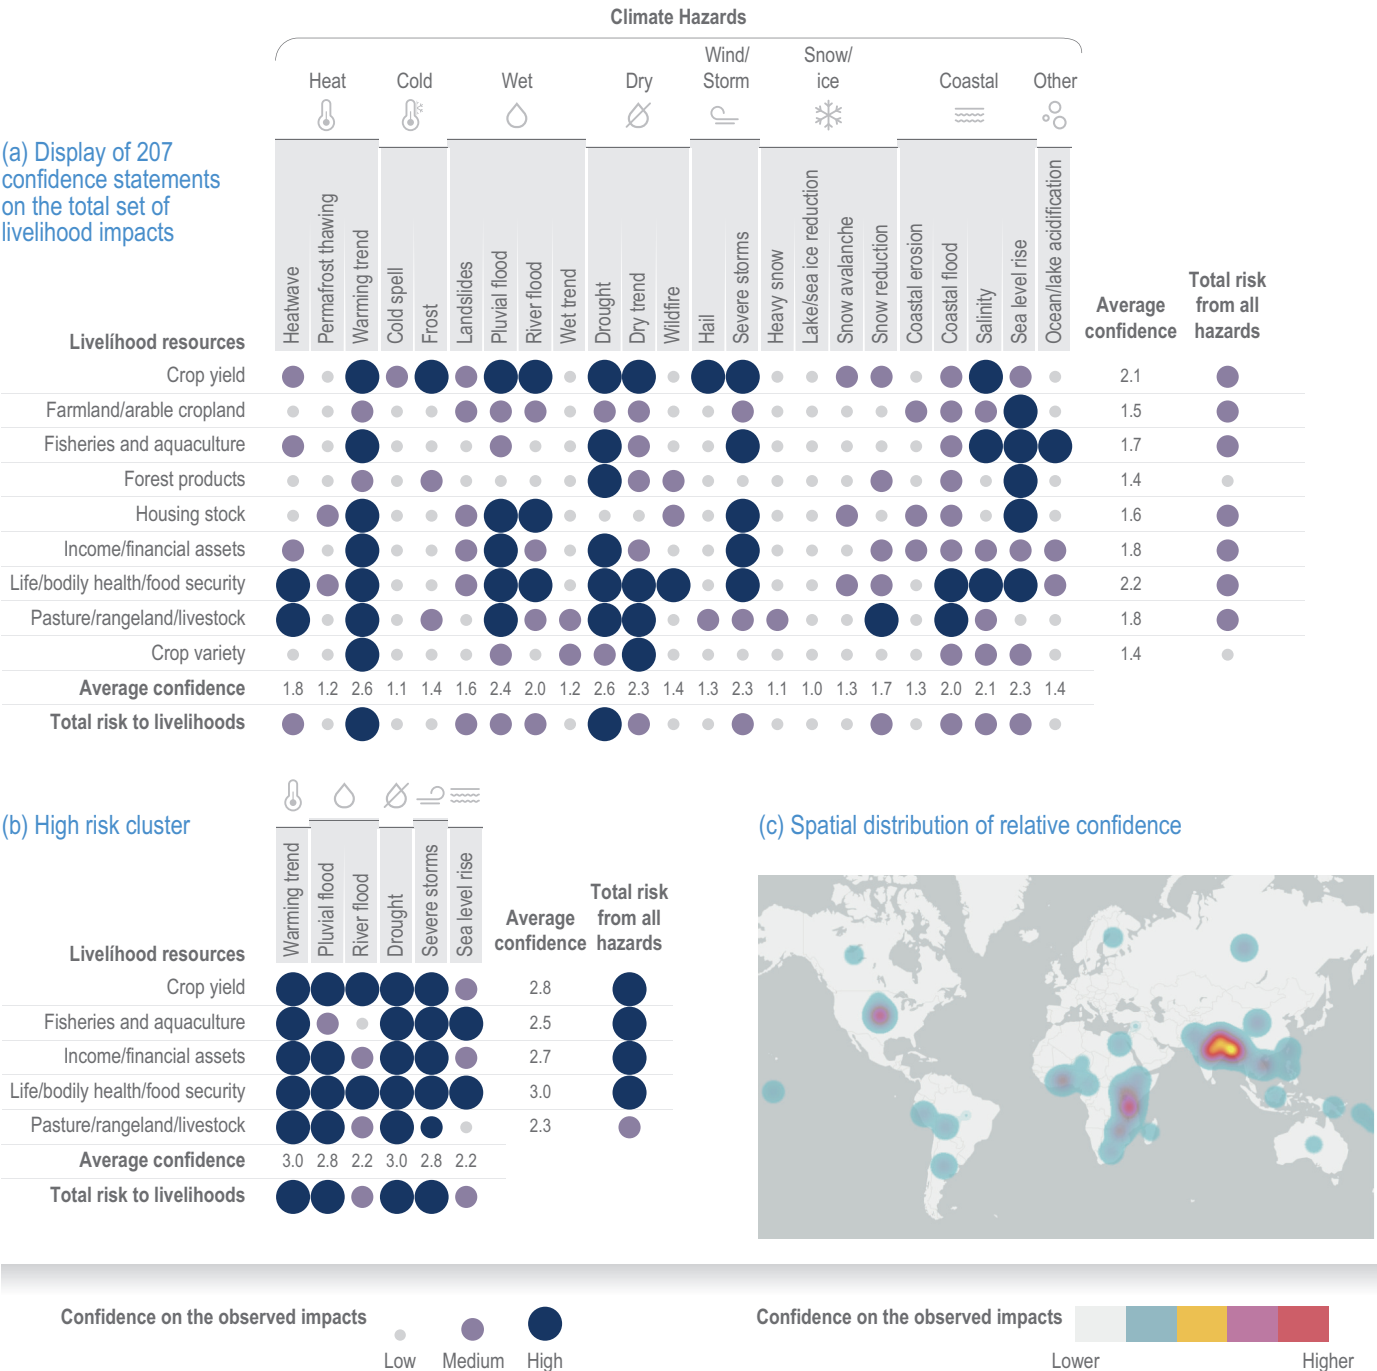 Climate Hazards
Heat
Cold
Wet
Dry
Wind/
Storm
Snow/
ice
Coastal
Other
(a) Display of 207
confidence statements
on the total set of
livelihood impacts
Heatwave
Permafrost thawing
Warming trend
Cold spell
Frost
Landslides
Pluvial flood
River flood
Wet trend
Drought
Dry trend
Wildfire
Hail
Severe storms
Heavy snow
Lake/sea ice reduction
Snow avalanche
Snow reduction
Coastal erosion
Coastal flood
Salinity
Sea level rise
Ocean/lake acidification
Average
confidence
Total risk
from all
hazards
Livelíhood resources
Crop yield 2.1
Farmland/arable cropland 1.5
Fisheries and aquaculture 1.7
Forest products 1.4
Housing stock 1.6
Income/financial assets 1.8
Life/bodily health/food security 2.2
Pasture/rangeland/livestock 1.8
Crop variety 1.4
Average confidence 1.8 1.2 2.6 1.1 1.4 1.6 2.4 2.0 1.2 2.6 2.3 1.4 1.3 2.3 1.1 1.0 1.3 1.7 1.3 2.0 2.1 2.3 1.4
Total risk to livelihoods
(b) High risk cluster
Warming trend
Pluvial flood
River flood
Drought
Severe storms
Sea level rise
Average
confidence
Total risk
from all
hazards
Livelíhood resources
Crop yield 2.8
Fisheries and aquaculture 2.5
Income/financial assets 2.7
Life/bodily health/food security 3.0
Pasture/rangeland/livestock 2.3
Average confidence 3.0 2.8 2.2 3.0 2.8 2.2
Total risk to livelihoods
(c) Spatial distribution of relative confidence
Confidence on the observed impacts
Low Medium High
Confidence on the observed impacts
Lower Higher